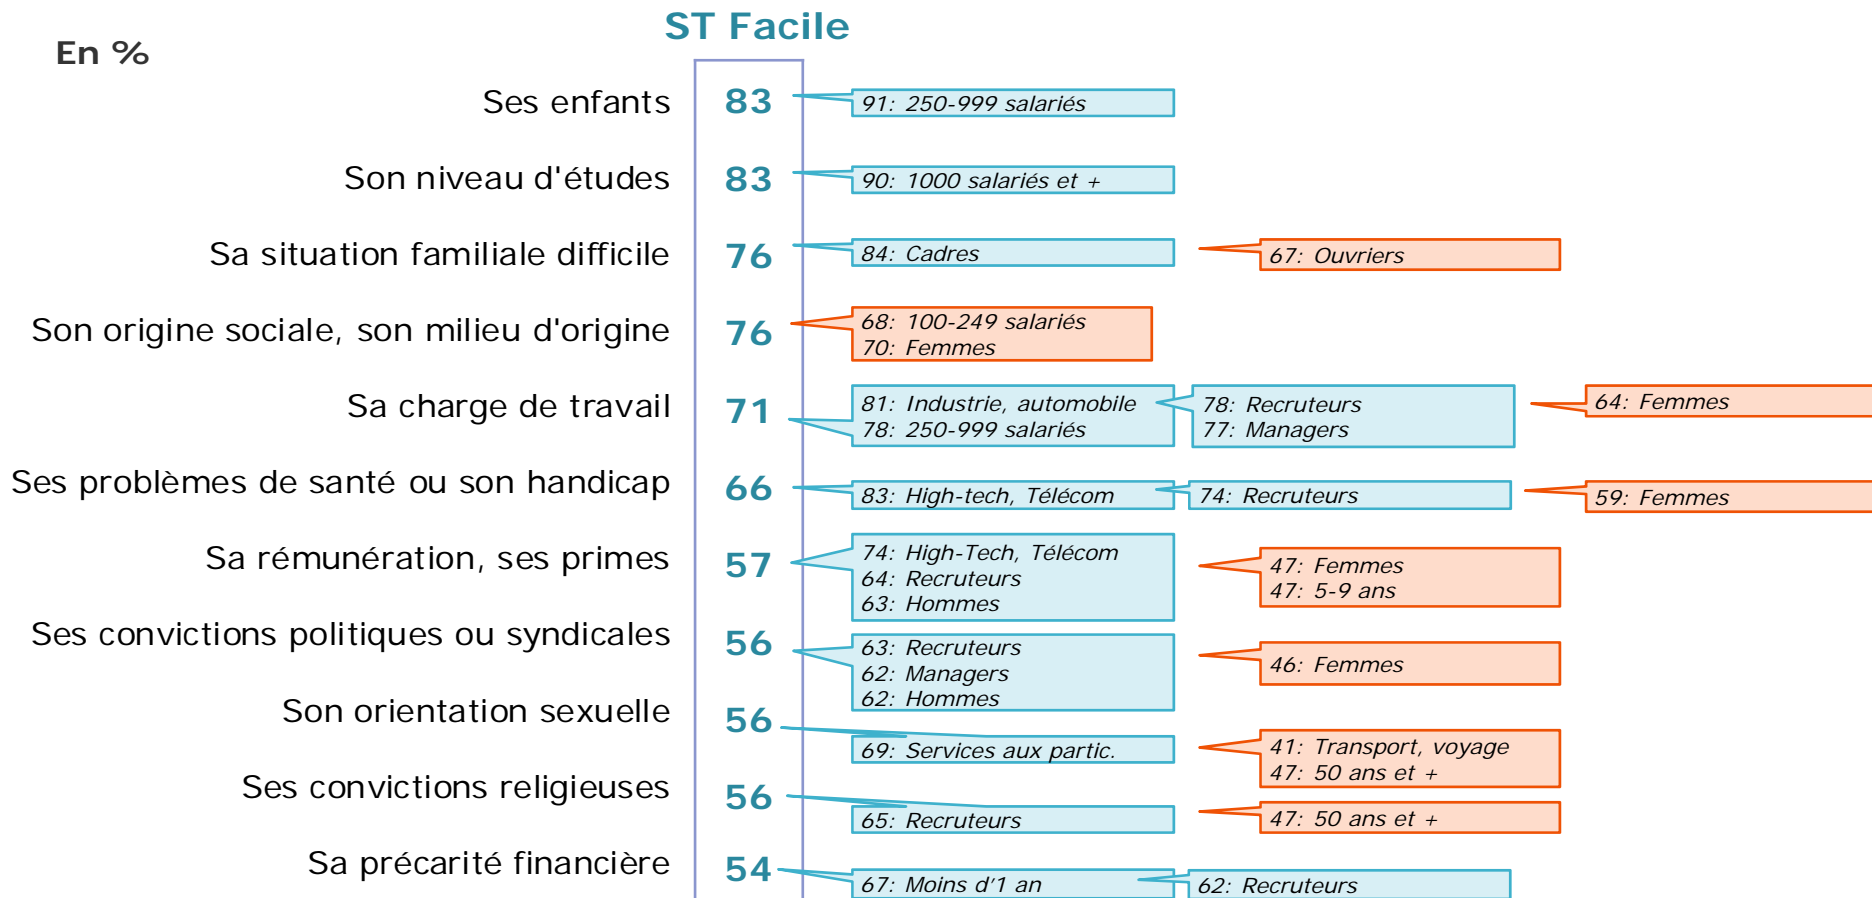 ST Facile
En %
Ses enfants 83 91: 250-999 salariés
Son niveau d'études 83 90: 1000 salariés et +
Sa situation familiale difficile 76 84: Cadres 67: Ouvriers
Son origine sociale, son milieu d'origine 76 68: 100-249 salariés
70: Femmes
Sa charge de travail 71 81: Industrie, automobile
78: 250-999 salariés
78: Recruteurs
77: Managers
64: Femmes
Ses problèmes de santé ou son handicap 66 83: High-tech, Télécom 74: Recruteurs 59: Femmes
Sa rémunération, ses primes 57 74: High-Tech, Télécom
64: Recruteurs
63: Hommes
47: Femmes
47: 5-9 ans
Ses convictions politiques ou syndicales 56 63: Recruteurs
62: Managers
62: Hommes
46: Femmes
Son orientation sexuelle 56 69: Services aux partic.
41: Transport, voyage
47: 50 ans et +
Ses convictions religieuses 56 65: Recruteurs 47: 50 ans et +
Sa précarité financière 54 67: Moins d'1 an 62: Recruteurs